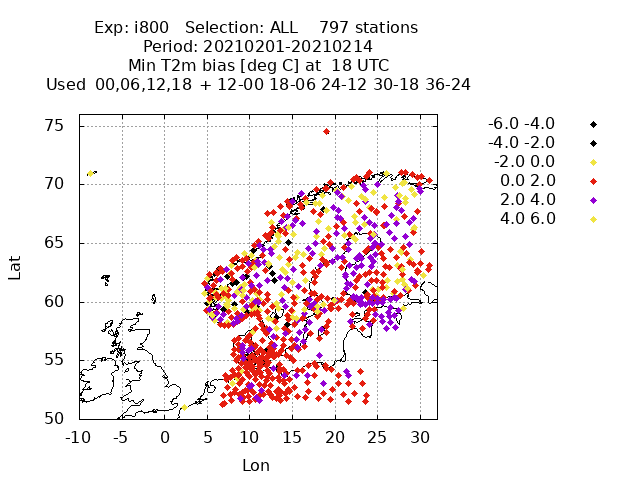 Exp: i800 Selection: ALL 797 stations
Period: 20210201-20210214
Min T2m bias [deg C] at 18 UTC
Used 00,06,12,18 + 12-00 18-06 24-12 30-18 36-24
-6.0 -4.0
-4.0 -2.0
-2.0 0.0
0.0 2.0
2.0 4.0
4.0 6.0
75
70
65
60
55
50
Lat
-10 -5 0 5 10 15 20 25 30
Lon